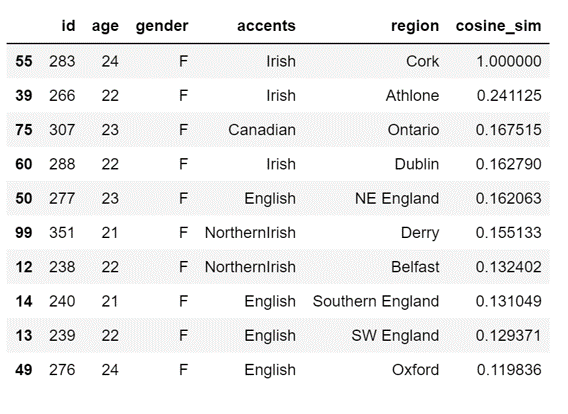 id age gender accents region cosine_sim
55 283 24 F Irish Cork 1.000000
39 266 22 F Irish Athlone 0.241125
75 307 23 F Canadian Ontario 0.167515
60 288 22 F Irish Dublin 0.162790
50 277 23 F English NE England 0.162063
99 351 21 F NorthernIrish Derry 0.155133
12 238 22 F NorthernIrish Belfast 0.132402
14 240 21 F English Southern England 0.131049
13 239 22 F English SW England 0.129371
49 276 24 F English Oxford 0.119836